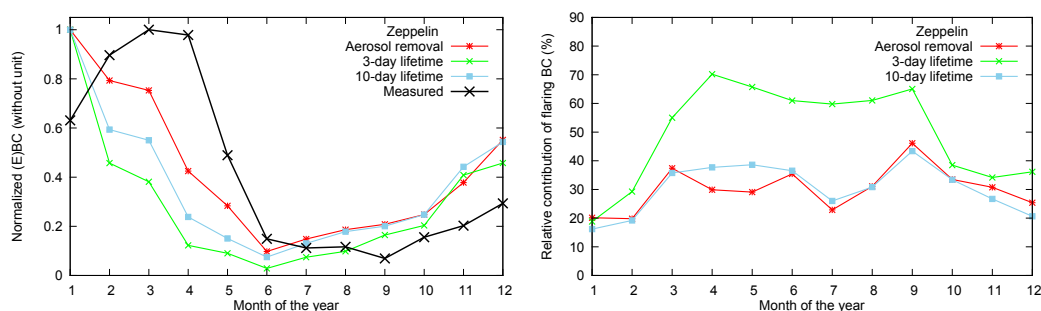 Normalized (E)BC (without unit)
1
0.8
0.6
0.4
0.2
0
Zeppelin
Aerosol removal
3-day lifetime
10-day lifetime
Measured
1 2 3 4 5 6 7 8 9 10 11 12
Month of the year
Relative contribution of flaring BC (%)
90
80
70
60
50
40
30
20
10
0
Zeppelin
Aerosol removal
3-day lifetime
10-day lifetime
1 2 3 4 5 6 7 8 9 10 11 12
Month of the year